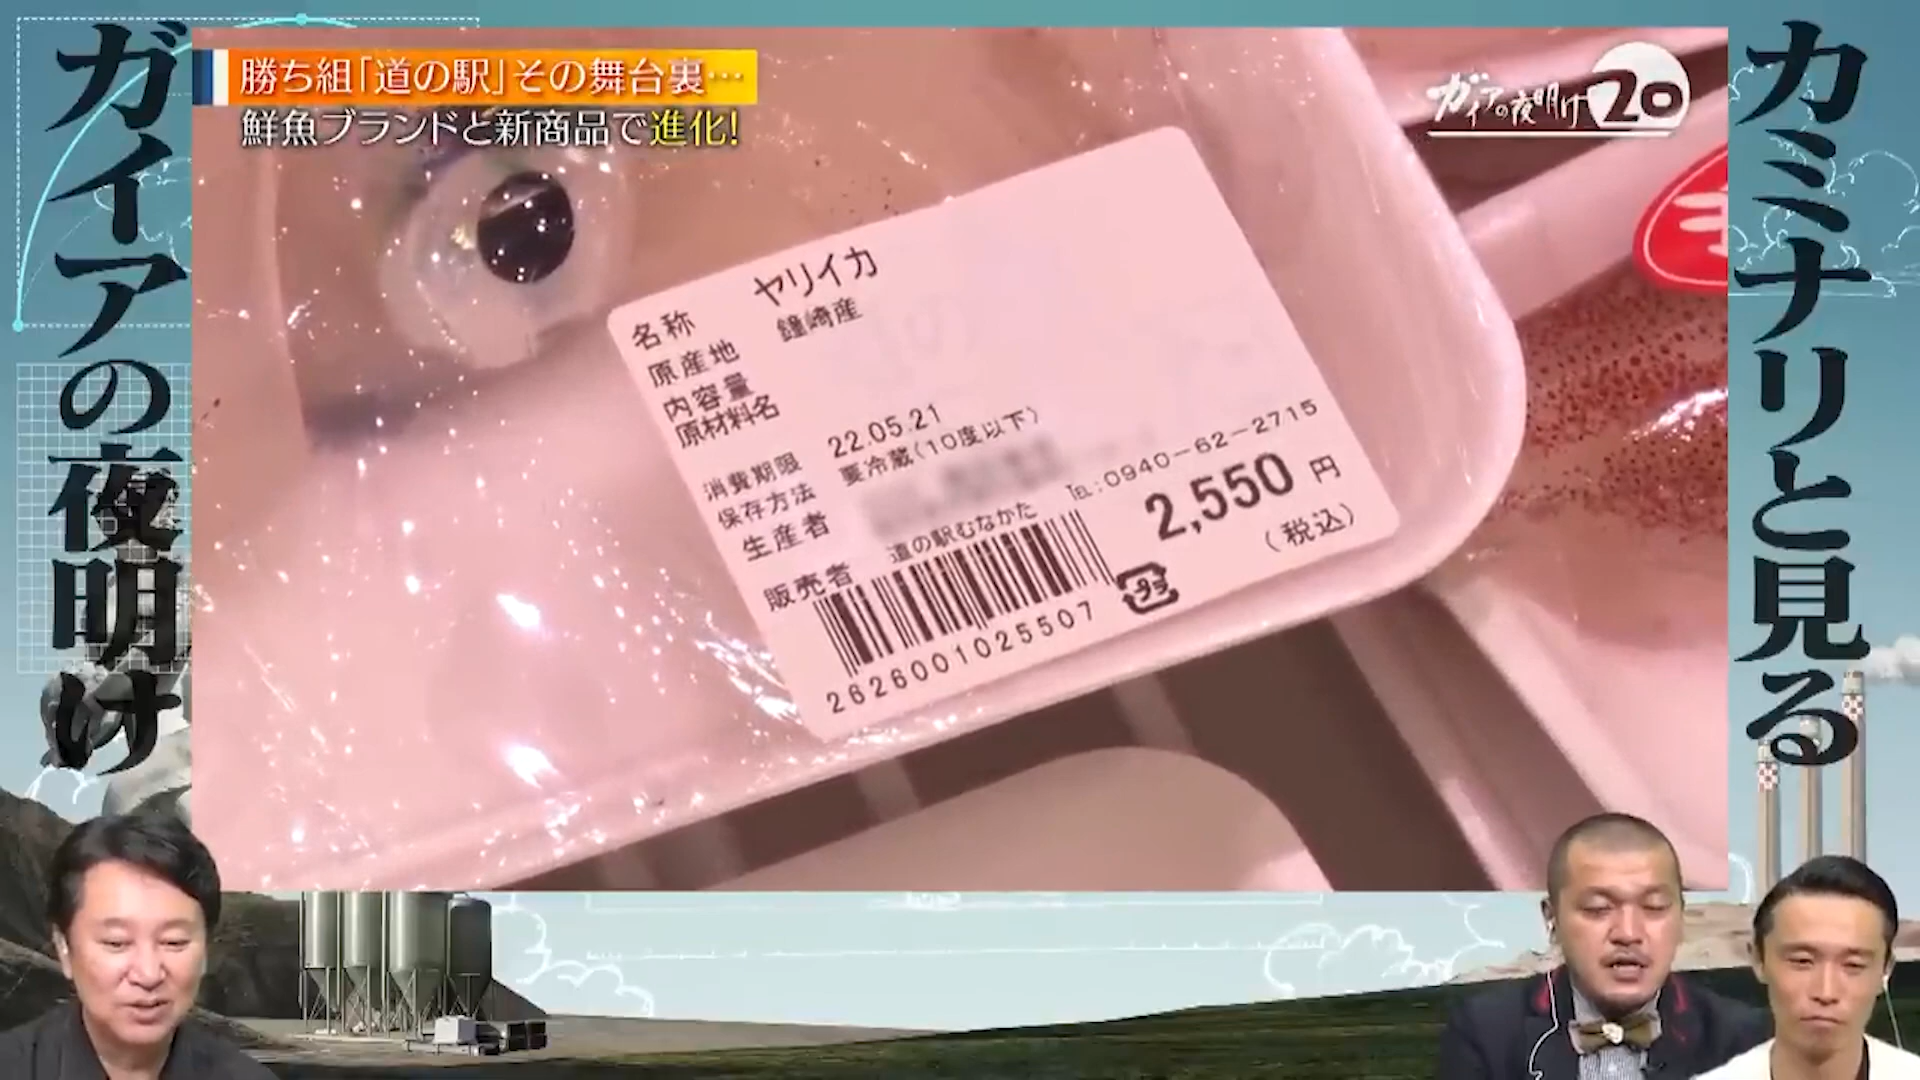 ガイアの夜明け
カミナリと見る
勝ち組「道の駅」その舞台裏…
鮮魚ブランドと新商品で進化!
ガイアの夜明け20
名称 ヤリイカ
原産地 鐘崎産
内容量
原材料名
消費期限 22.05.21
保存方法 要冷蔵(10度以下)
生産者
販売者 道の駅むなかた TEL:0940-62-2715
2,550円
(税込)
プラ
2626001025507